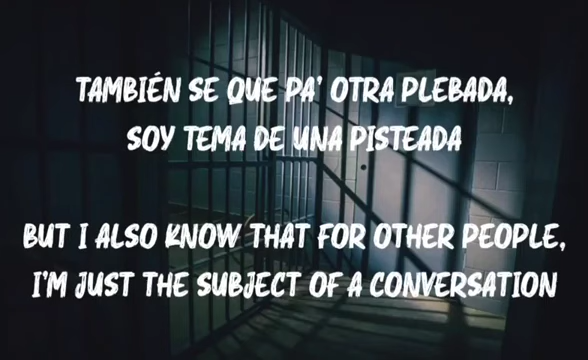 TAMBIÉN SE QUE PA' OTRA PLEBADA,
SOY TEMA DE UNA PISTEADA
BUT I ALSO KNOW THAT FOR OTHER PEOPLE,
I'M JUST THE SUBJECT OF A CONVERSATION